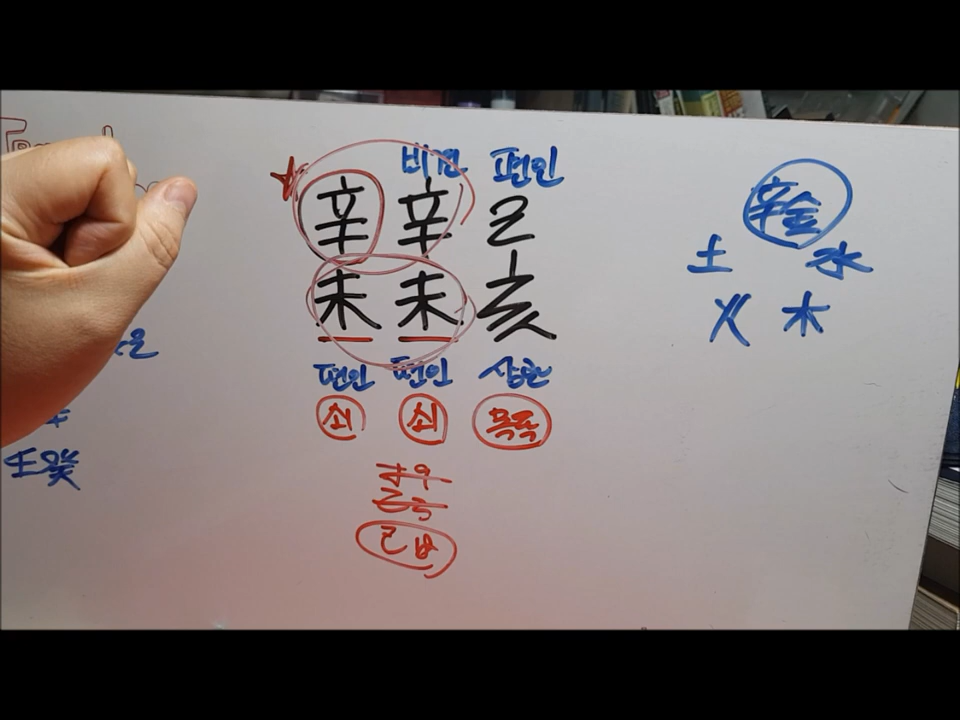 비견 편인
辛 辛 己
未 未 亥
편인 편인 상관
쇠 쇠 목욕
辛金
土 水
火 木
壬癸